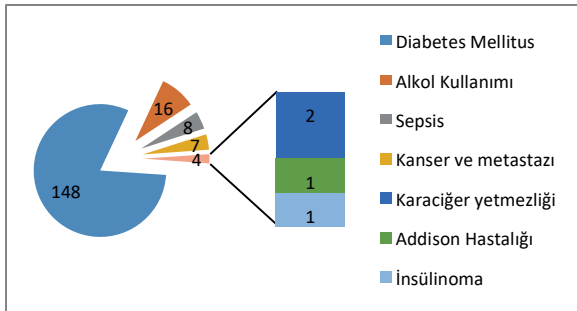 148
16
8
7
4
2
1
1
Diabetes Mellitus
Alkol Kullanımı
Sepsis
Kanser ve metastazı
Karaciğer yetmezliği
Addison Hastalığı
İnsülinoma